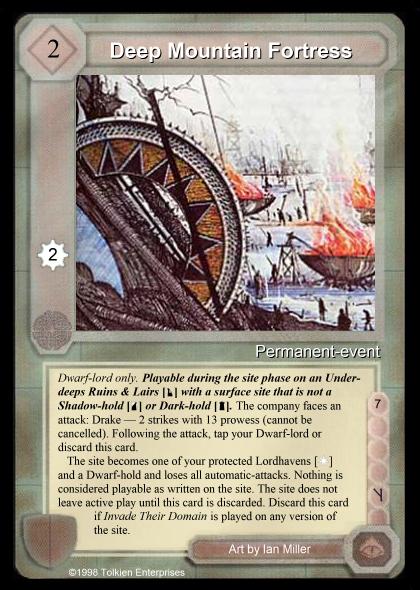 2
Deep Mountain Fortress
2
Permanent-event
Dwarf-lord only. Playable during the site phase on an Under-
deeps Ruins & Lairs [] with a surface site that is not a
Shadow-hold [] or Dark-hold []. The company faces an
attack: Drake — 2 strikes with 13 prowess (cannot be
cancelled). Following the attack, tap your Dwarf-lord or
discard this card.
The site becomes one of your protected Lordhavens []
and a Dwarf-hold and loses all automatic-attacks. Nothing is
considered playable as written on the site. The site does not
leave active play until this card is discarded. Discard this card
if Invade Their Domain is played on any version of
the site.
7
Art by Ian Miller
©1998 Tolkien Enterprises